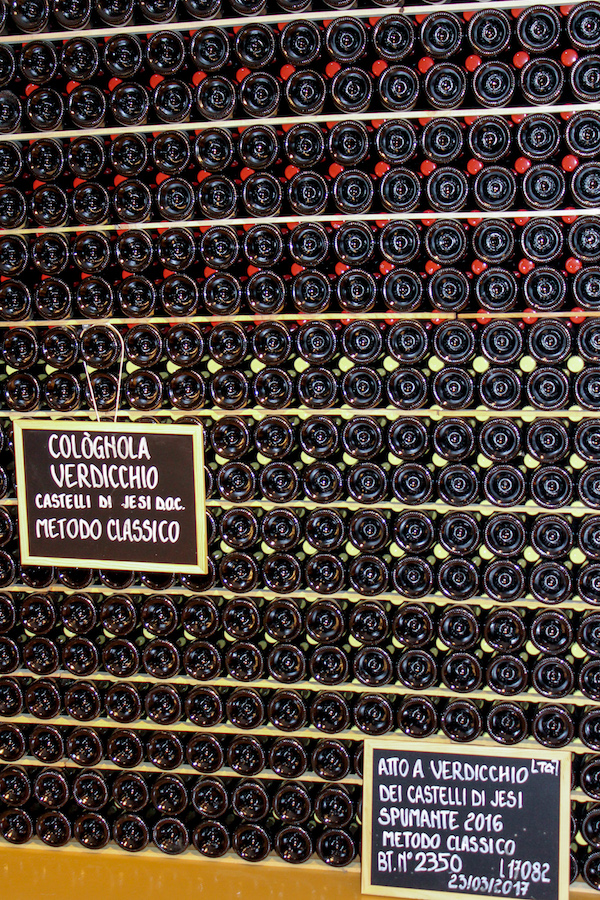 COLÒGNOLA
VERDICCHIO
CASTELLI DI JESI D.O.C.
METODO CLASSICO
ATTO A VERDICCHIO
DEI CASTELLI DI JESI
SPUMANTE 2016
METODO CLASSICO
BT. N° 2350 L17082
23/03/2017